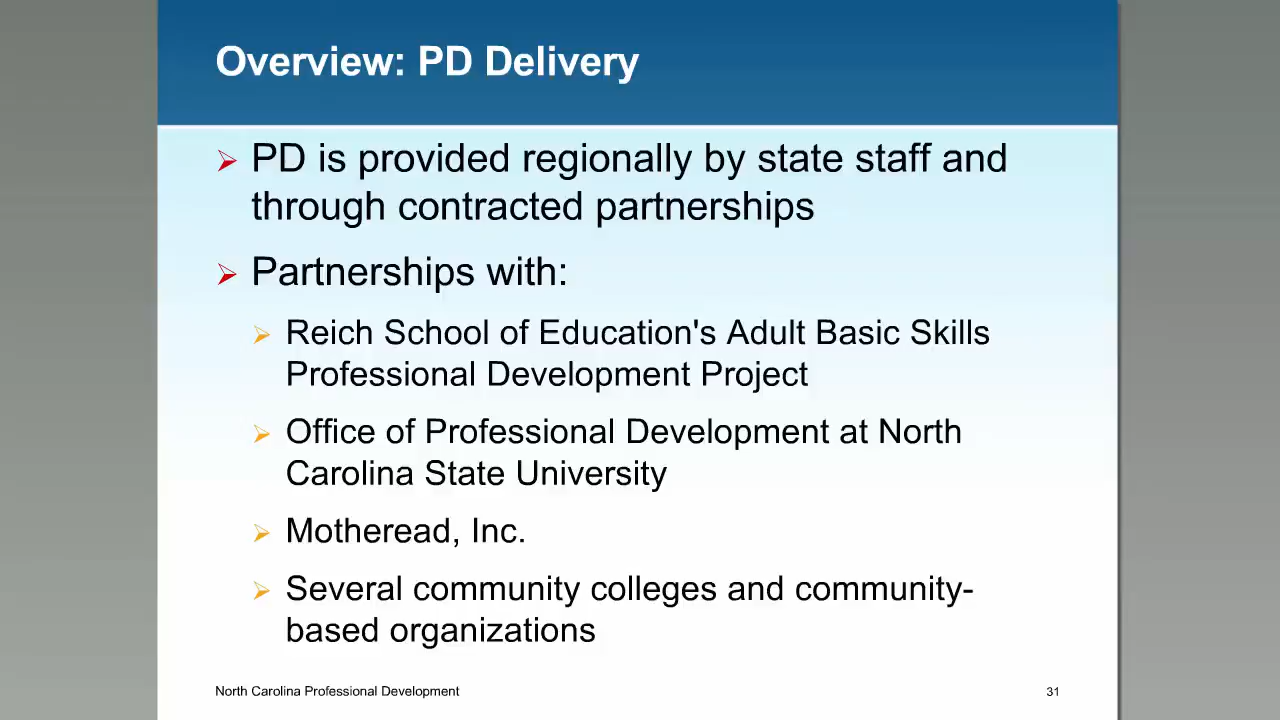 Overview: PD Delivery
PD is provided regionally by state staff and
through contracted partnerships
Partnerships with:
Reich School of Education's Adult Basic Skills
Professional Development Project
Office of Professional Development at North
Carolina State University
Motheread, Inc.
Several community colleges and community-
based organizations
North Carolina Professional Development
31